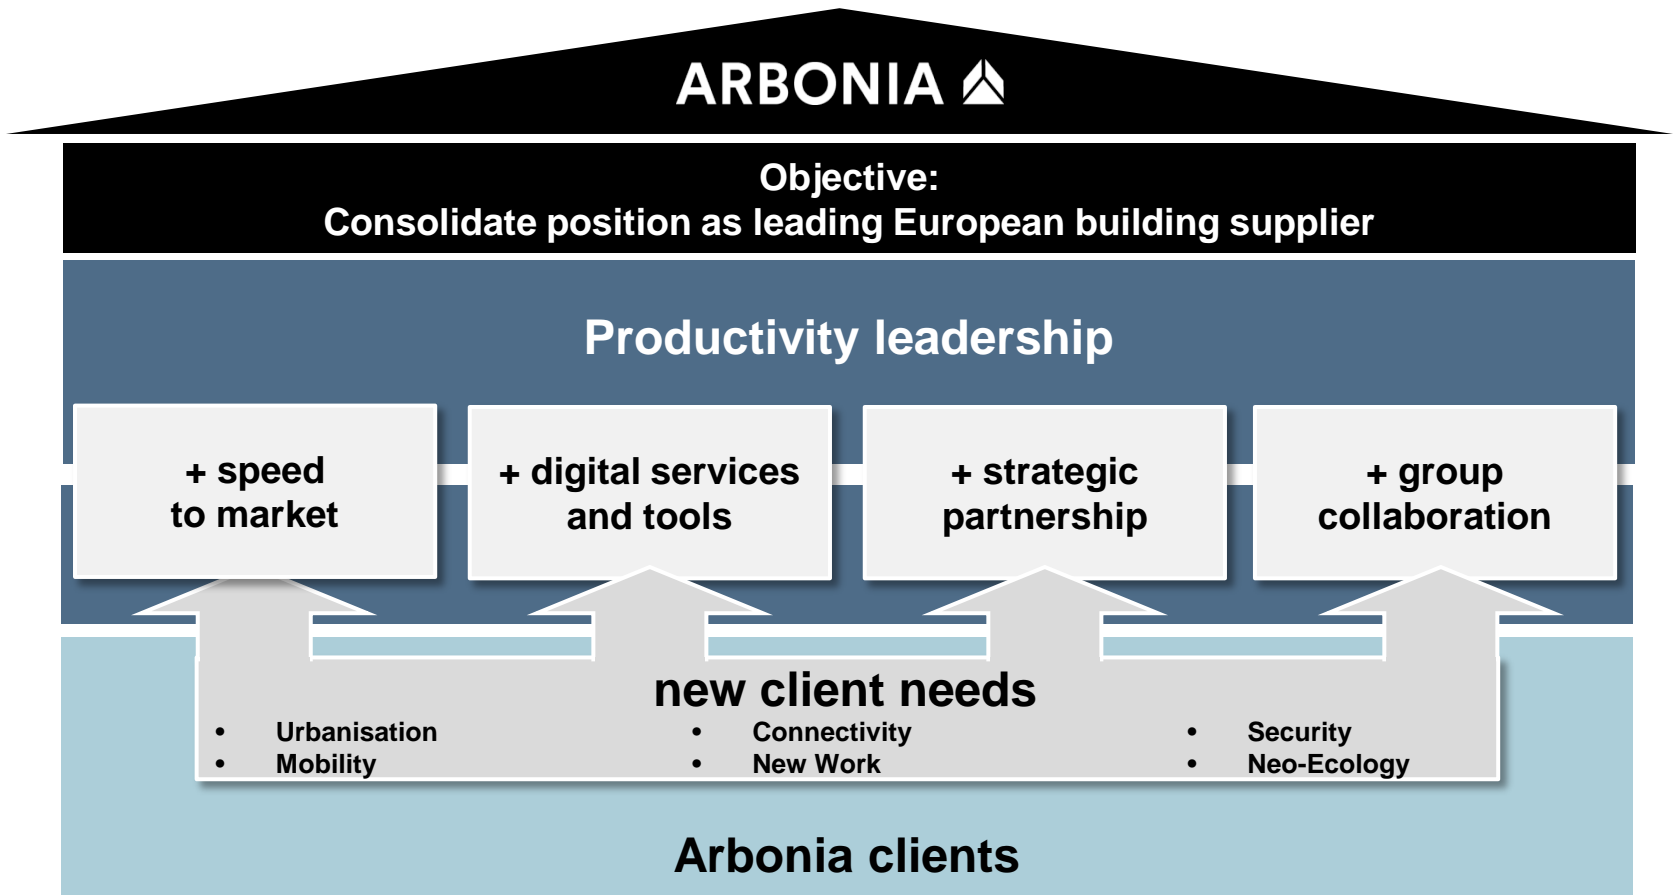 ARBONIA
Objective:
Consolidate position as leading European building supplier
Productivity leadership
+ speed
to market
+ digital services
and tools
+ strategic
partnership
+ group
collaboration
new client needs
• Urbanisation
• Mobility
• Connectivity
• New Work
• Security
• Neo-Ecology
Arbonia clients